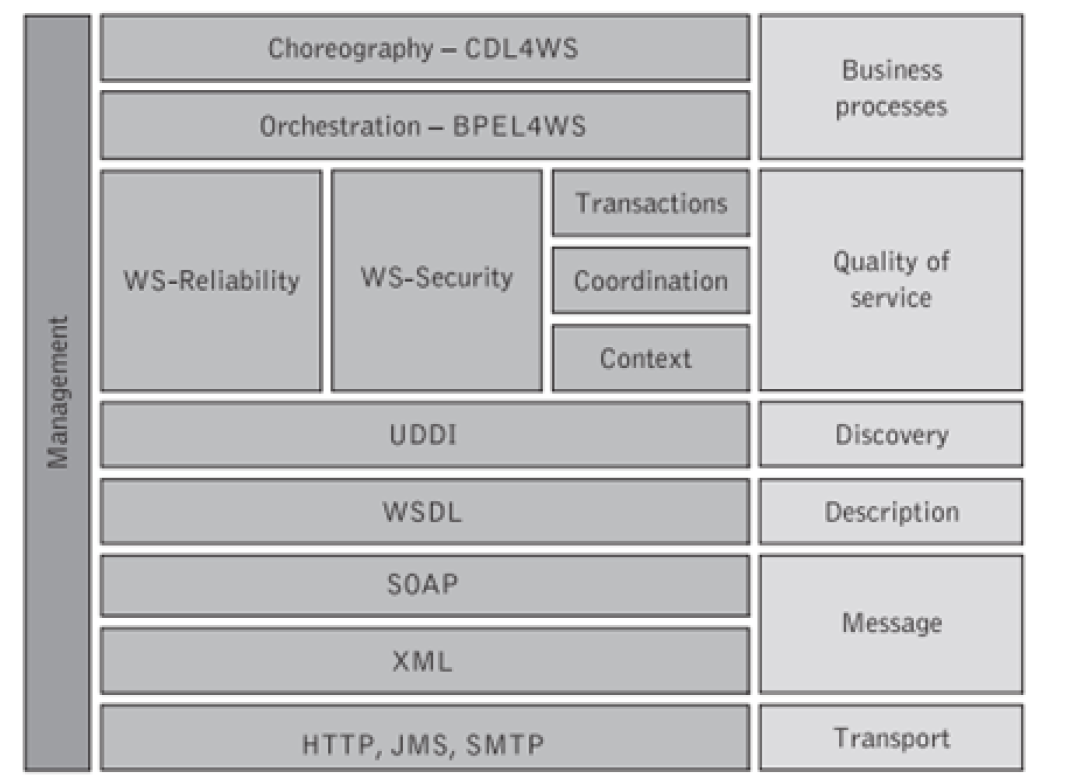 Management
Choreography – CDL4WS
Orchestration – BPEL4WS
Business
processes
WS-Reliability
WS-Security
Transactions
Coordination
Context
Quality of
service
UDDI
Discovery
WSDL
Description
SOAP
XML
Message
HTTP, JMS, SMTP
Transport